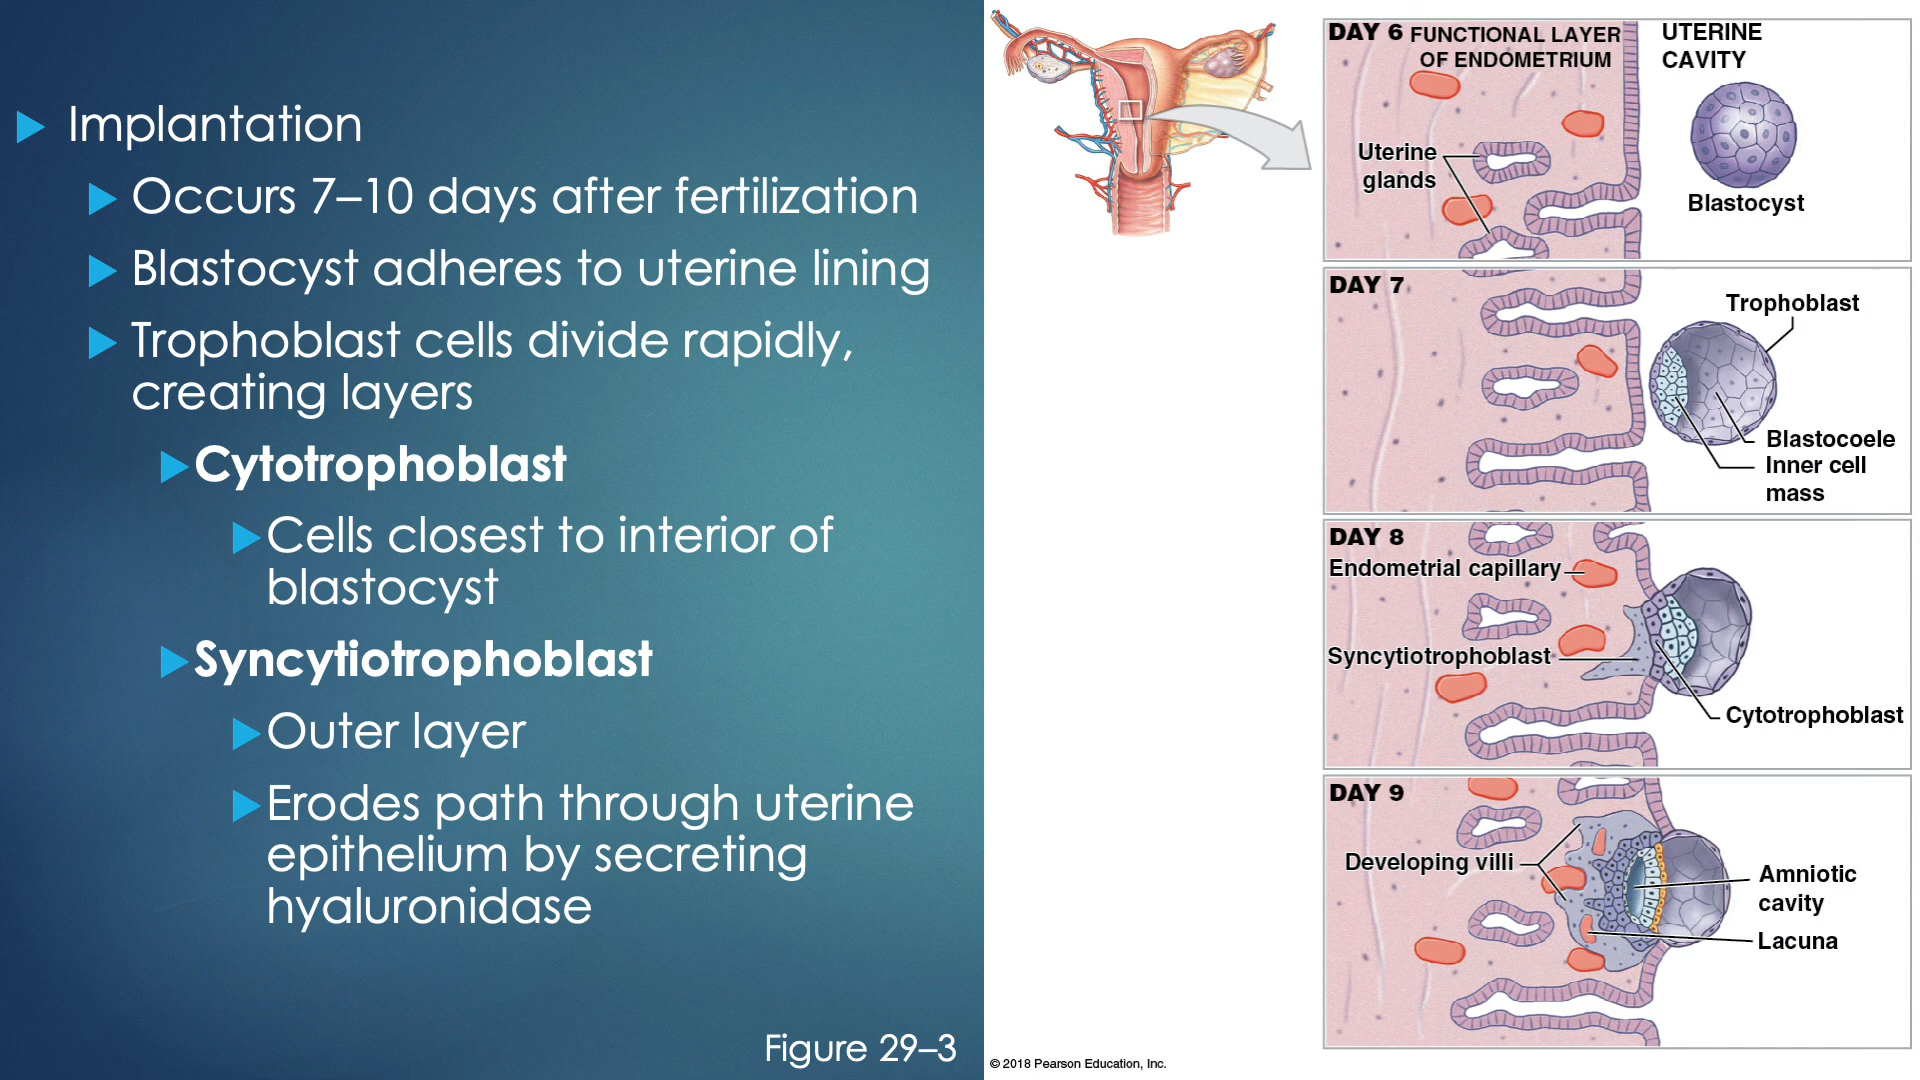 Implantation
Occurs 7–10 days after fertilization
Blastocyst adheres to uterine lining
Trophoblast cells divide rapidly,
creating layers
Cytotrophoblast
Cells closest to interior of
blastocyst
Syncytiotrophoblast
Outer layer
Erodes path through uterine
epithelium by secreting
hyaluronidase
Figure 29–3
DAY 6
FUNCTIONAL LAYER
OF ENDOMETRIUM
UTERINE
CAVITY
Uterine
glands
Blastocyst
DAY 7
Trophoblast
Blastocoele
Inner cell
mass
DAY 8
Endometrial capillary
Syncytiotrophoblast
Cytotrophoblast
DAY 9
Developing villi
Amniotic
cavity
Lacuna
© 2018 Pearson Education, Inc.